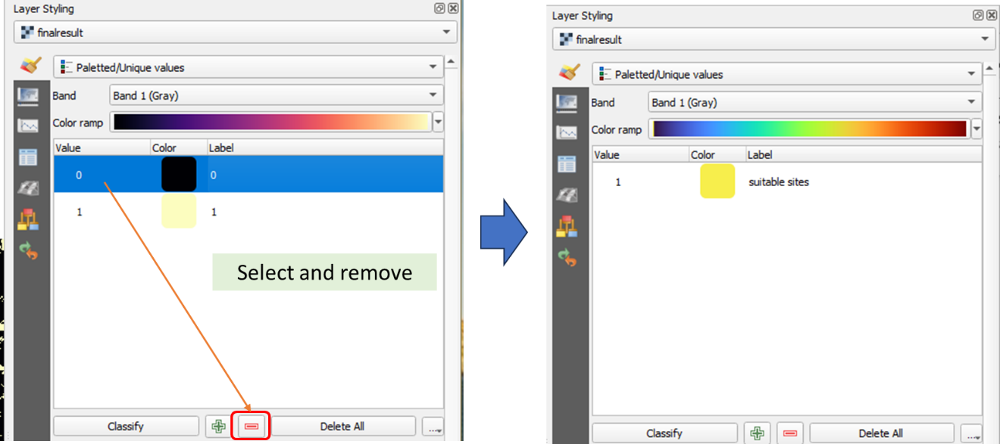 Layer Styling
finalresult
Paletted/Unique values
Band Band 1 (Gray)
Color ramp
Value Color Label
0 0
1 1
Select and remove
Classify Delete All ...
Layer Styling
finalresult
Paletted/Unique values
Band Band 1 (Gray)
Color ramp
Value Color Label
1 suitable sites
Classify Delete All ...